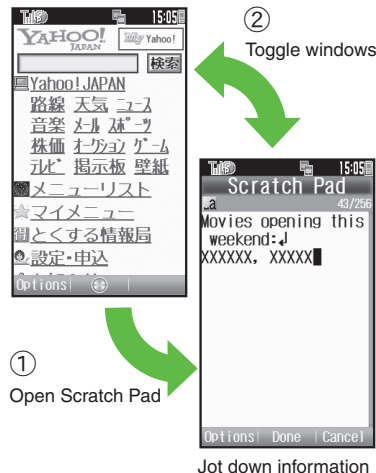 15:05
YAHOO!
JAPAN
My Yahoo!
検索
Yahoo! JAPAN
路線 天気 ニュース
音楽 メール スポーツ
株価 オークション ゲーム
テレビ 掲示板 壁紙
メニューリスト
マイメニュー
とくする情報局
設定・申込
Options
②
Toggle windows
15:05
Scratch Pad
a
43/256
Movies opening this
weekend:↲
XXXXXX, XXXXX
Options Done Cancel
①
Open Scratch Pad
Jot down information